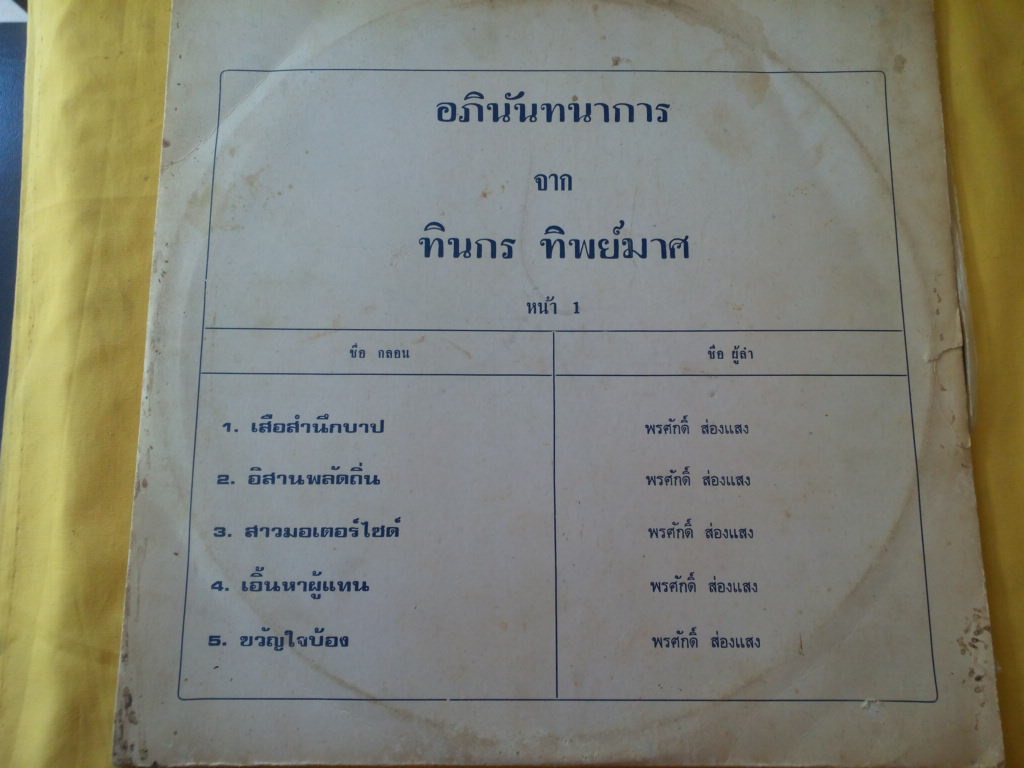 อภินันทนาการ
จาก
ทินกร ทิพย์มาศ
หน้า 1
ชื่อ กลอน ชื่อ ผู้ลำ
1. เสือสำนึกบาป พรศักดิ์ ส่องแสง
2. อิสานพลัดถิ่น พรศักดิ์ ส่องแสง
3. สาวมอเตอร์ไซด์ พรศักดิ์ ส่องแสง
4. เอิ้นหาผู้แทน พรศักดิ์ ส่องแสง
5. ขวัญใจบ้อง พรศักดิ์ ส่องแสง